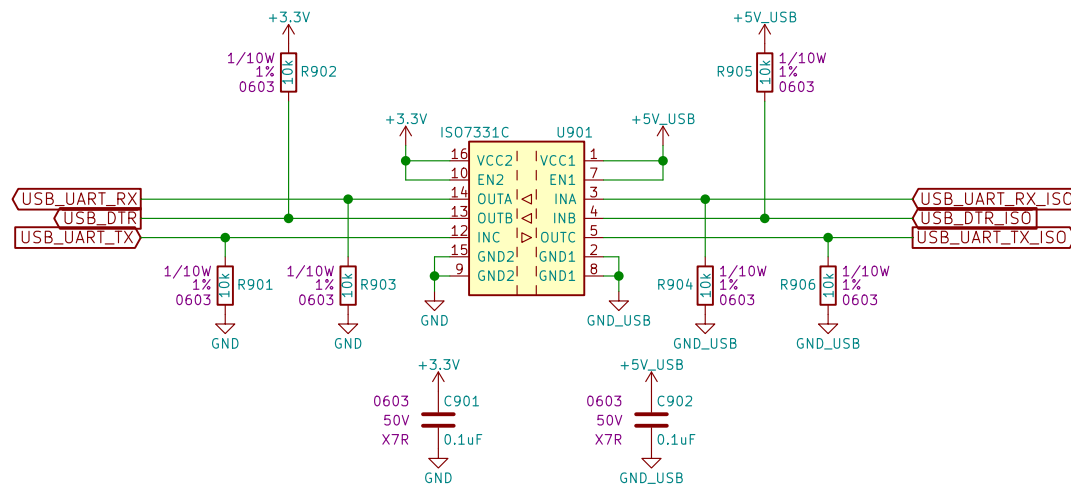 +3.3V
1/10W
1%
0603
10k
R902
+5V_USB
R905
10k
1/10W
1%
0603
+3.3V
+5V_USB
ISO7331C
U901
16
VCC2
VCC1
1
10
EN2
EN1
7
USB_UART_RX
14
OUTA
INA
3
USB_UART_RX_ISO
USB_DTR
13
OUTB
INB
4
USB_DTR_ISO
USB_UART_TX
12
INC
OUTC
5
USB_UART_TX_ISO
15
GND2
GND1
2
9
GND2
GND1
8
1/10W
1%
0603
10k
R901
GND
1/10W
1%
0603
10k
R903
GND
GND
GND_USB
R904
10k
1/10W
1%
0603
GND_USB
R906
10k
1/10W
1%
0603
GND_USB
+3.3V
0603
50V
X7R
C901
0.1uF
GND
+5V_USB
0603
50V
X7R
C902
0.1uF
GND_USB